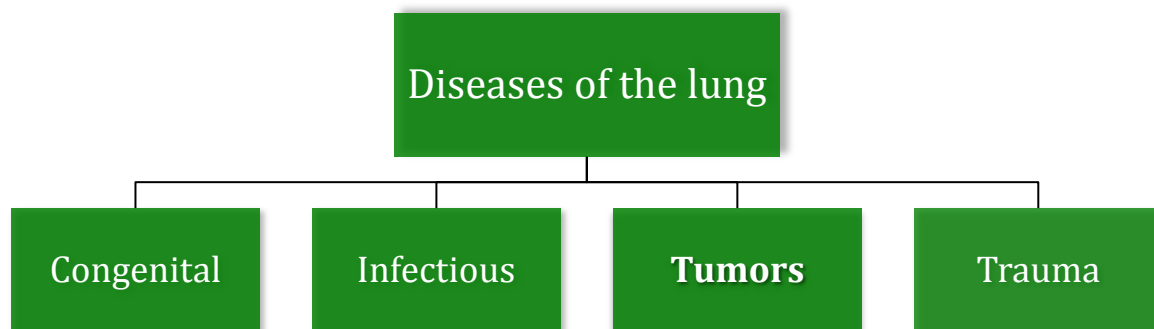 Diseases of the lung
Congenital
Infectious
Tumors
Trauma